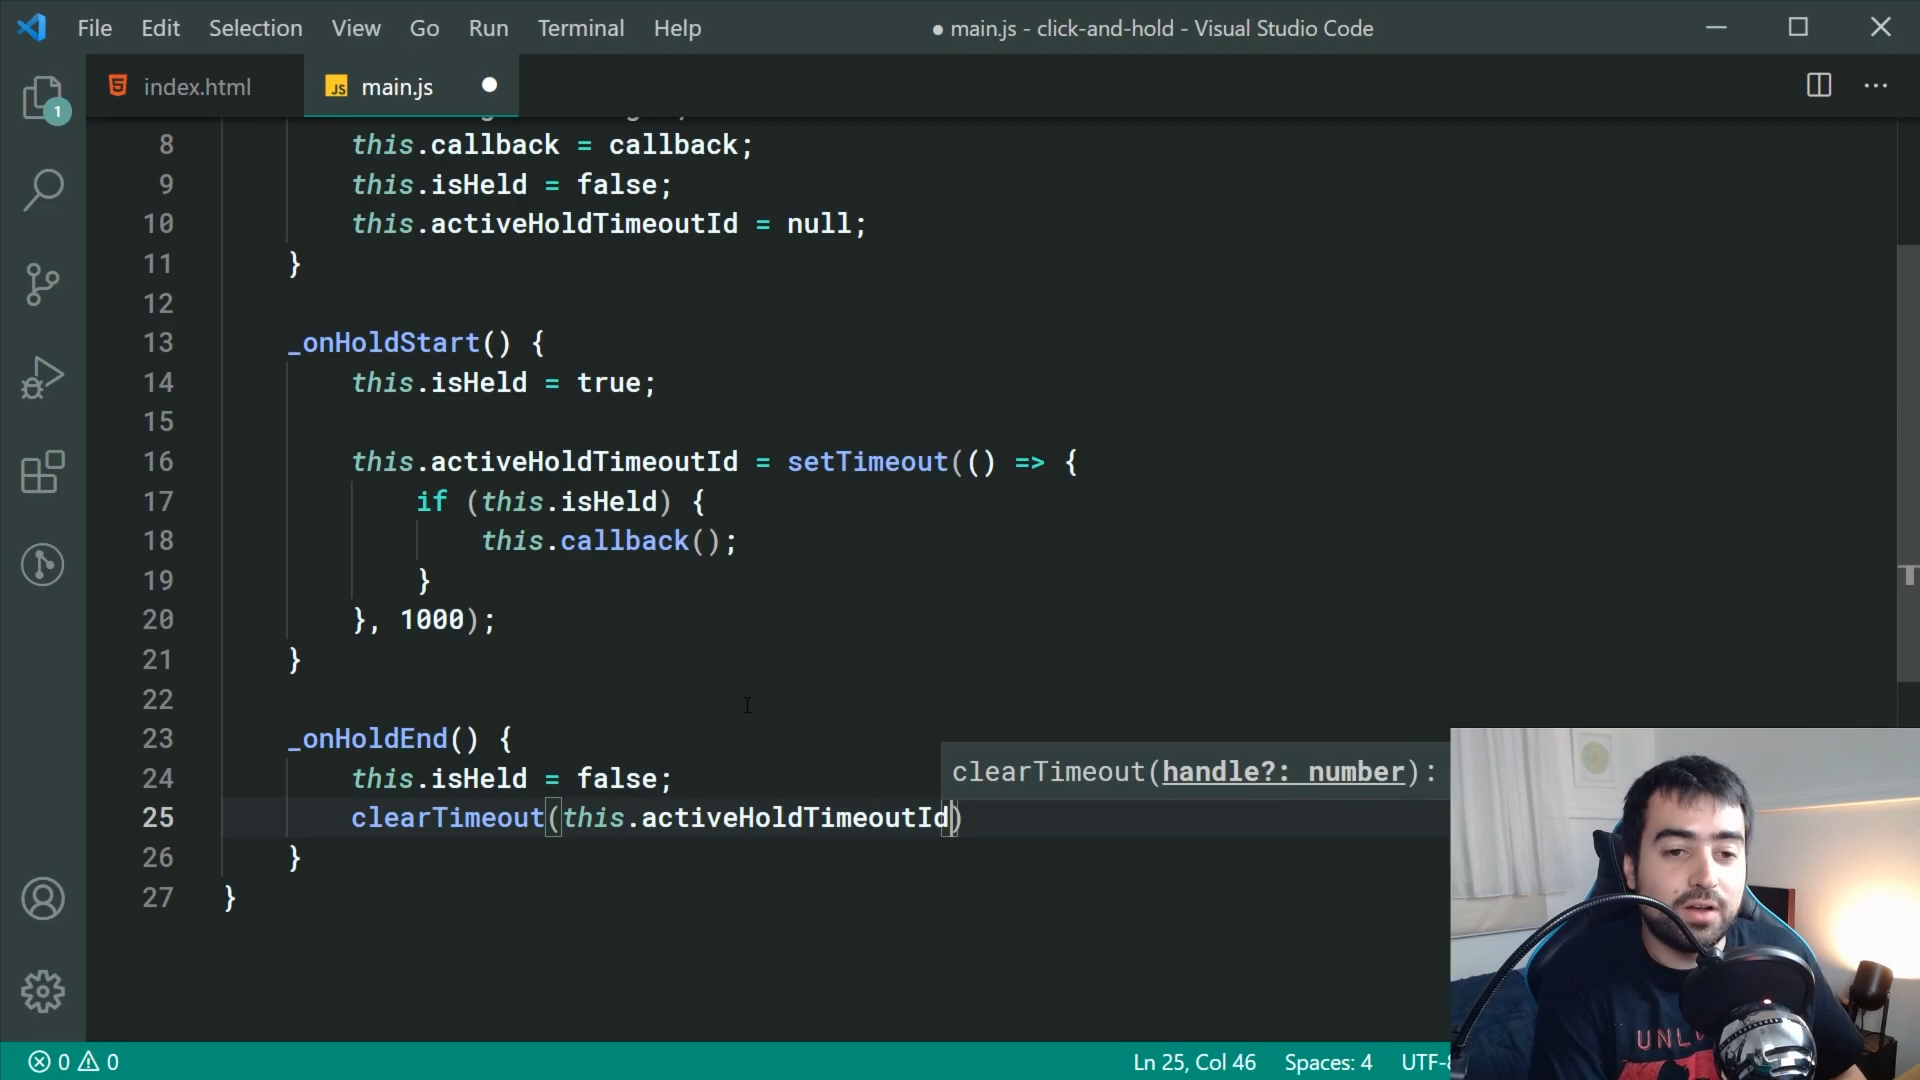 File Edit Selection View Go Run Terminal Help
● main.js - click-and-hold - Visual Studio Code
index.html
JS main.js
1
8 this.callback = callback;
9 this.isHeld = false;
10 this.activeHoldTimeoutId = null;
11 }
12
13 _onHoldStart() {
14 this.isHeld = true;
15
16 this.activeHoldTimeoutId = setTimeout(() => {
17 if (this.isHeld) {
18 this.callback();
19 }
20 }, 1000);
21 }
22
23 _onHoldEnd() {
24 this.isHeld = false;
clearTimeout(handle?: number):
25 clearTimeout(this.activeHoldTimeoutId)
26 }
27 }
0 0
Ln 25, Col 46 Spaces: 4 UTF-8